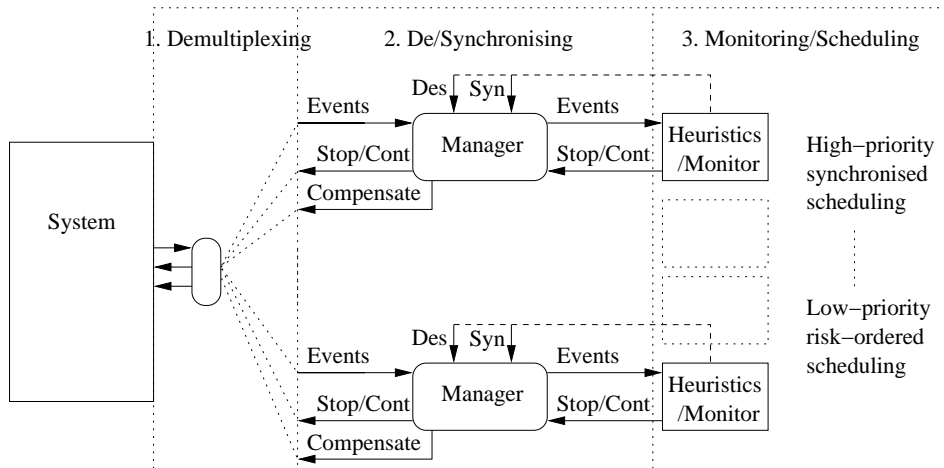 1. Demultiplexing
2. De/Synchronising
3. Monitoring/Scheduling
System
Des
Syn
Events
Stop/Cont
Compensate
Manager
Events
Stop/Cont
Heuristics
/Monitor
High−priority
synchronised
scheduling
Des
Syn
Events
Stop/Cont
Compensate
Manager
Events
Stop/Cont
Heuristics
/Monitor
Low−priority
risk−ordered
scheduling